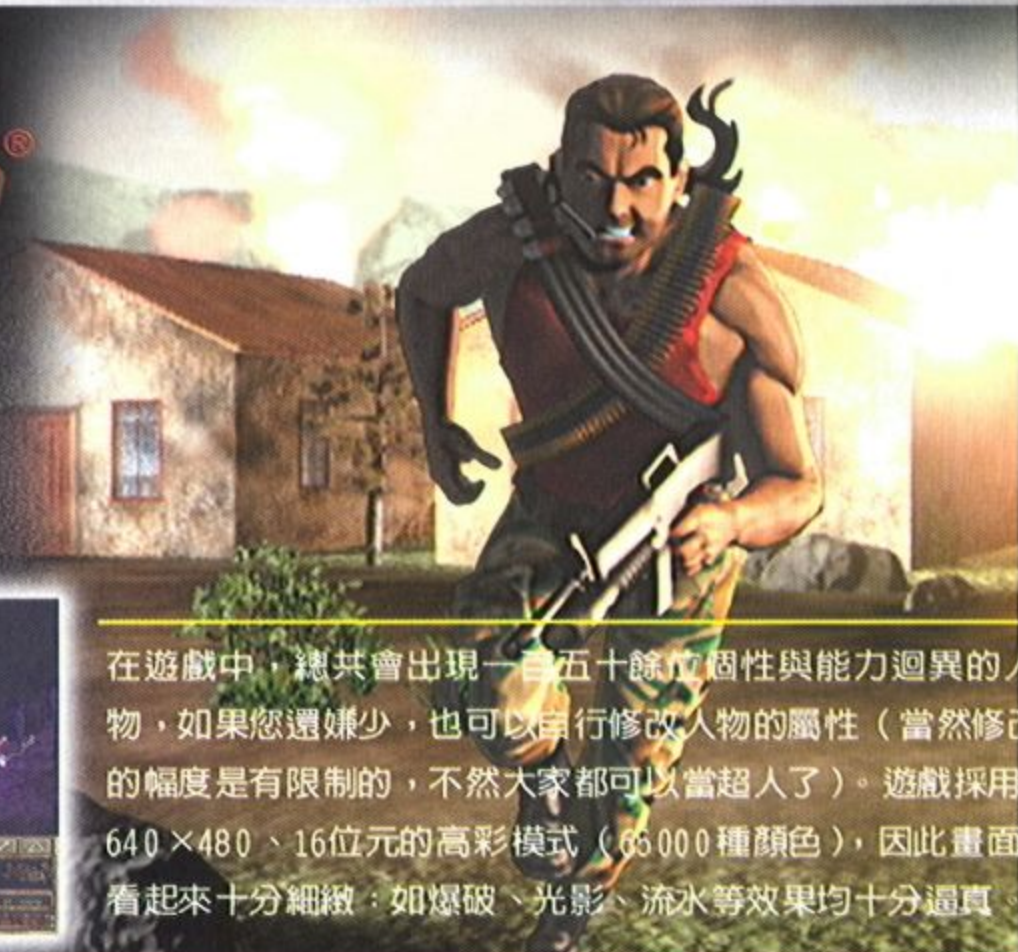 ®
在遊戲中，總共會出現一百五十餘位個性與能力迴異的人
物，如果您還嫌少，也可以自行修改人物的屬性（當然修改
的幅度是有限制的，不然大家都可以當超人了）。遊戲採用
640×480、16位元的高彩模式（65000種顏色），因此畫面
看起來十分細緻：如爆破、光影、流水等效果均十分逼真。